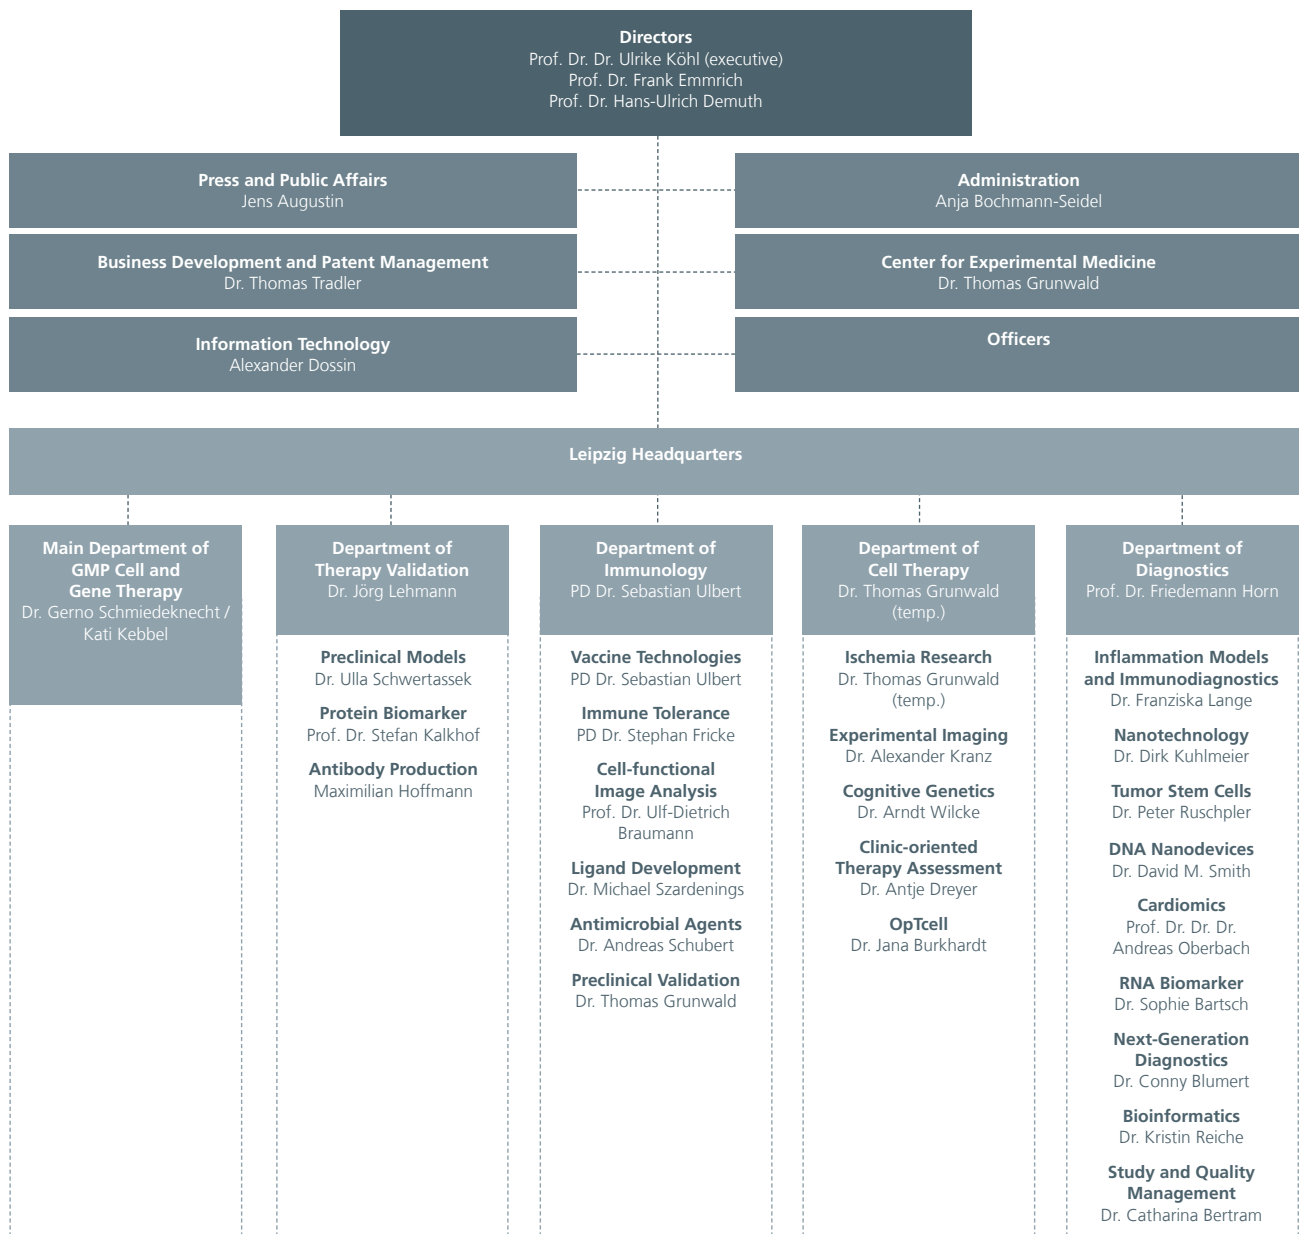 Directors
Prof. Dr. Dr. Ulrike Köhl (executive)
Prof. Dr. Frank Emmrich
Prof. Dr. Hans-Ulrich Demuth
Press and Public Affairs
Jens Augustin
Administration
Anja Bochmann-Seidel
Business Development and Patent Management
Dr. Thomas Tradler
Center for Experimental Medicine
Dr. Thomas Grunwald
Information Technology
Alexander Dossin
Officers
Leipzig Headquarters
Main Department of
GMP Cell and
Gene Therapy
Dr. Gerno Schmiedeknecht /
Kati Kebbel
Department of
Therapy Validation
Dr. Jörg Lehmann
Preclinical Models
Dr. Ulla Schwertassek
Protein Biomarker
Prof. Dr. Stefan Kalkhof
Antibody Production
Maximilian Hoffmann
Department of
Immunology
PD Dr. Sebastian Ulbert
Vaccine Technologies
PD Dr. Sebastian Ulbert
Immune Tolerance
PD Dr. Stephan Fricke
Cell-functional
Image Analysis
Prof. Dr. Ulf-Dietrich
Braumann
Ligand Development
Dr. Michael Szardenings
Antimicrobial Agents
Dr. Andreas Schubert
Preclinical Validation
Dr. Thomas Grunwald
Department of
Cell Therapy
Dr. Thomas Grunwald
(temp.)
Ischemia Research
Dr. Thomas Grunwald
(temp.)
Experimental Imaging
Dr. Alexander Kranz
Cognitive Genetics
Dr. Arndt Wilcke
Clinic-oriented
Therapy Assessment
Dr. Antje Dreyer
OpTcell
Dr. Jana Burkhardt
Department of
Diagnostics
Prof. Dr. Friedemann Horn
Inflammation Models
and Immunodiagnostics
Dr. Franziska Lange
Nanotechnology
Dr. Dirk Kuhlmeier
Tumor Stem Cells
Dr. Peter Ruschpler
DNA Nanodevices
Dr. David M. Smith
Cardiomics
Prof. Dr. Dr. Dr.
Andreas Oberbach
RNA Biomarker
Dr. Sophie Bartsch
Next-Generation
Diagnostics
Dr. Conny Blumert
Bioinformatics
Dr. Kristin Reiche
Study and Quality
Management
Dr. Catharina Bertram